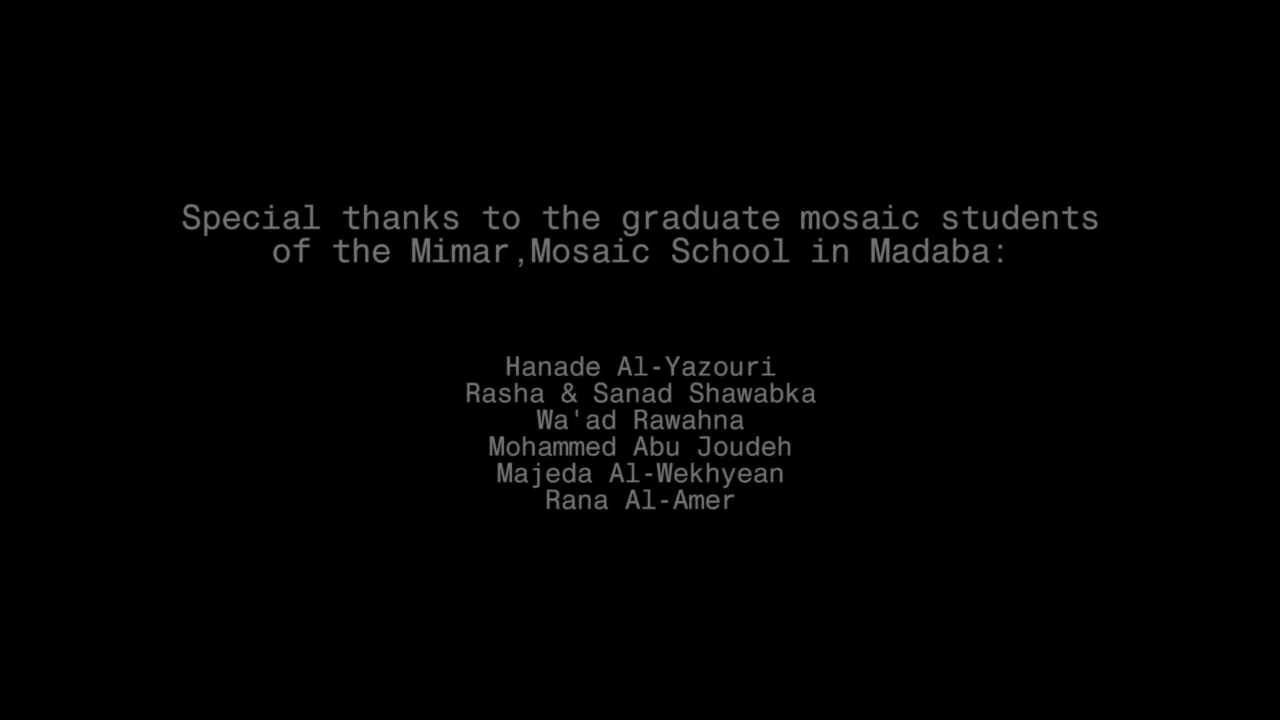 Special thanks to the graduate mosaic students
of the Mimar,Mosaic School in Madaba:
Hanade Al-Yazouri
Rasha & Sanad Shawabka
Wa'ad Rawahna
Mohammed Abu Joudeh
Majeda Al-Wekhyean
Rana Al-Amer